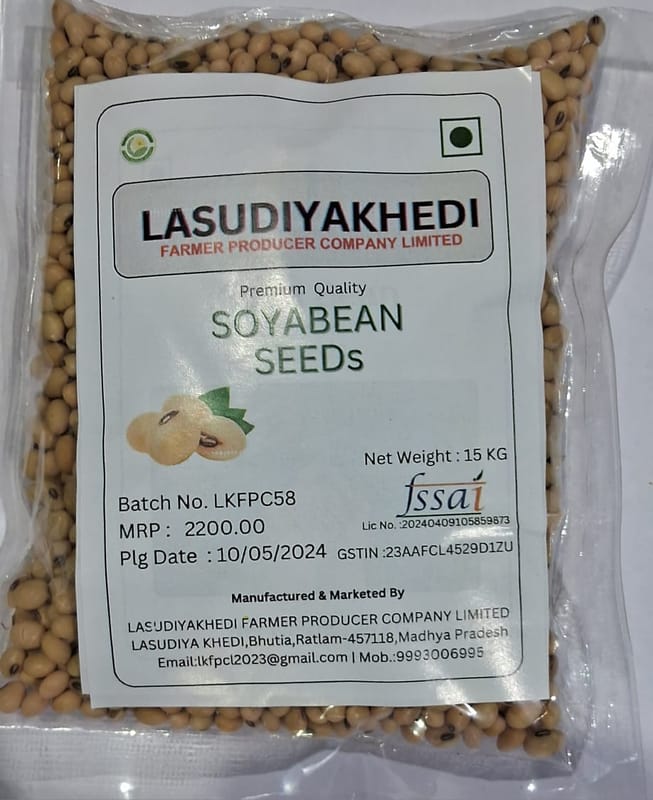 LASUDIYAKHEDI
FARMER PRODUCER COMPANY LIMITED
Premium Quality
SOYABEAN
SEEDs
Net Weight : 15 KG
fssai
Lic No. :20240409105859873
Batch No. LKFPC58
MRP : 2200.00
Plg Date : 10/05/2024
GSTIN :23AAFCL4529D1ZU
Manufactured & Marketed By
LASUDIYAKHEDI FARMER PRODUCER COMPANY LIMITED
LASUDIYA KHEDI,Bhutia,Ratlam-457118,Madhya Pradesh
Email:lkfpcl2023@gmail.com | Mob.:9993006995